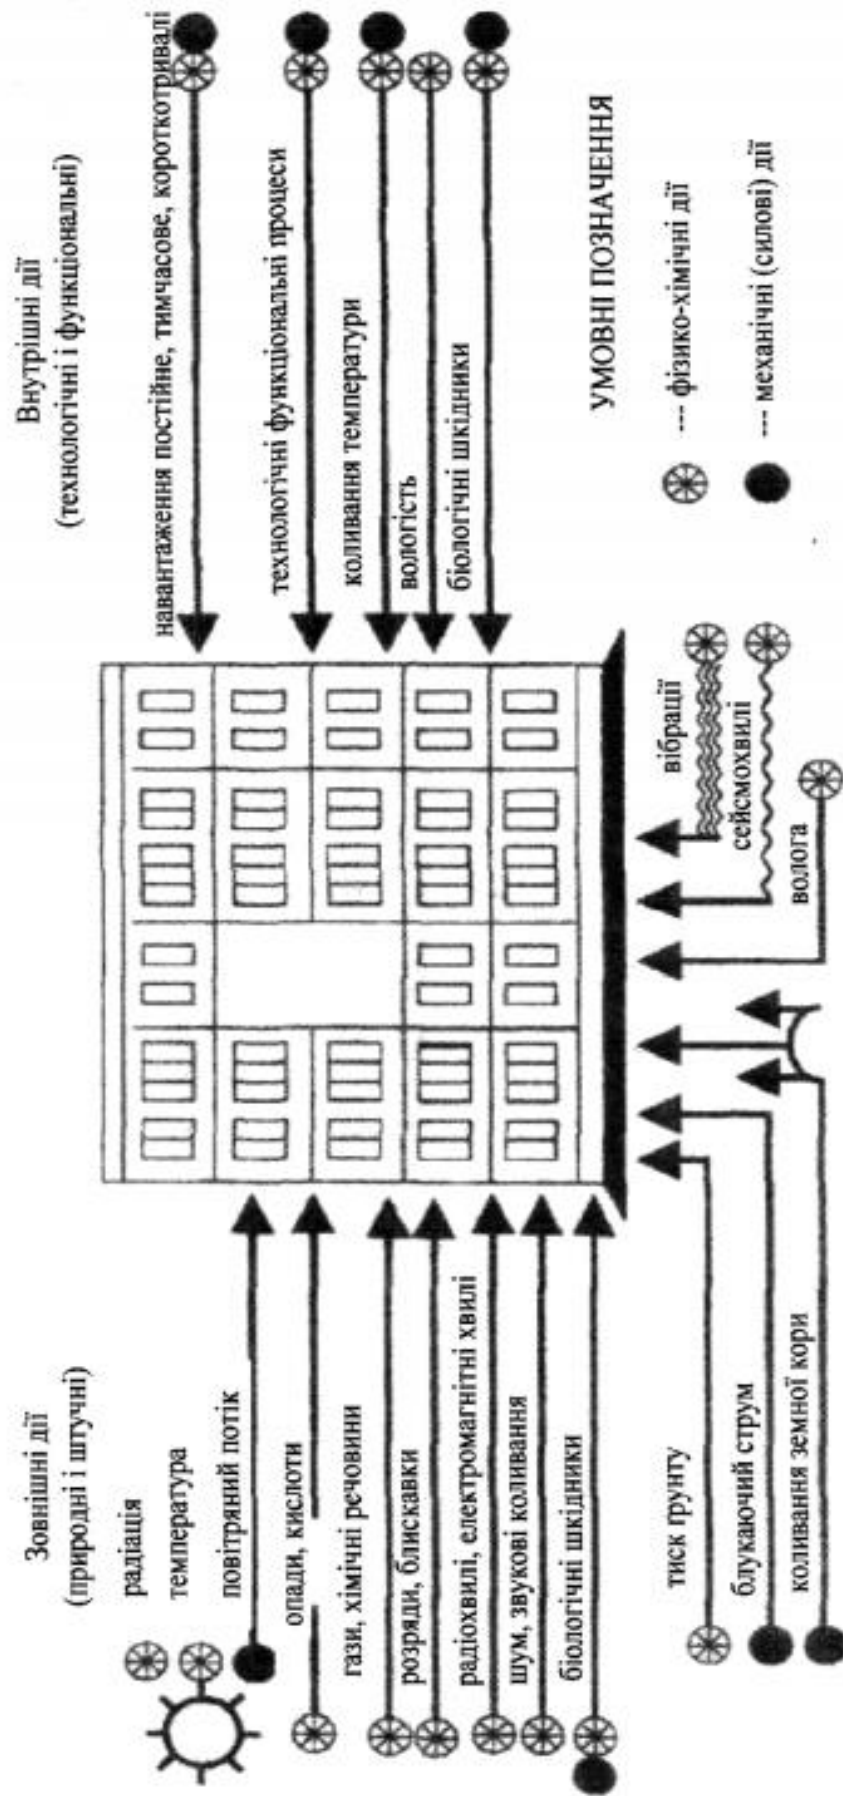 Зовнішні дії
(природні і штучні)
радіація
температура
повітряний потік
опади, кислоти
гази, хімічні речовини
розряди, блискавки
радіохвилі, електромагнітні хвилі
шум, звукові коливання
біологічні шкідники
тиск ґрунту
блукаючий струм
коливання земної кори
Внутрішні дії
(технологічні і функціональні)
навантаження постійне, тимчасове, короткотривалі
технологічні функціональні процеси
коливання температури
вологість
біологічні шкідники
вібрації
сейсмохвилі
волога
УМОВНІ ПОЗНАЧЕННЯ
--- фізико-хімічні дії
--- механічні (силові) дії